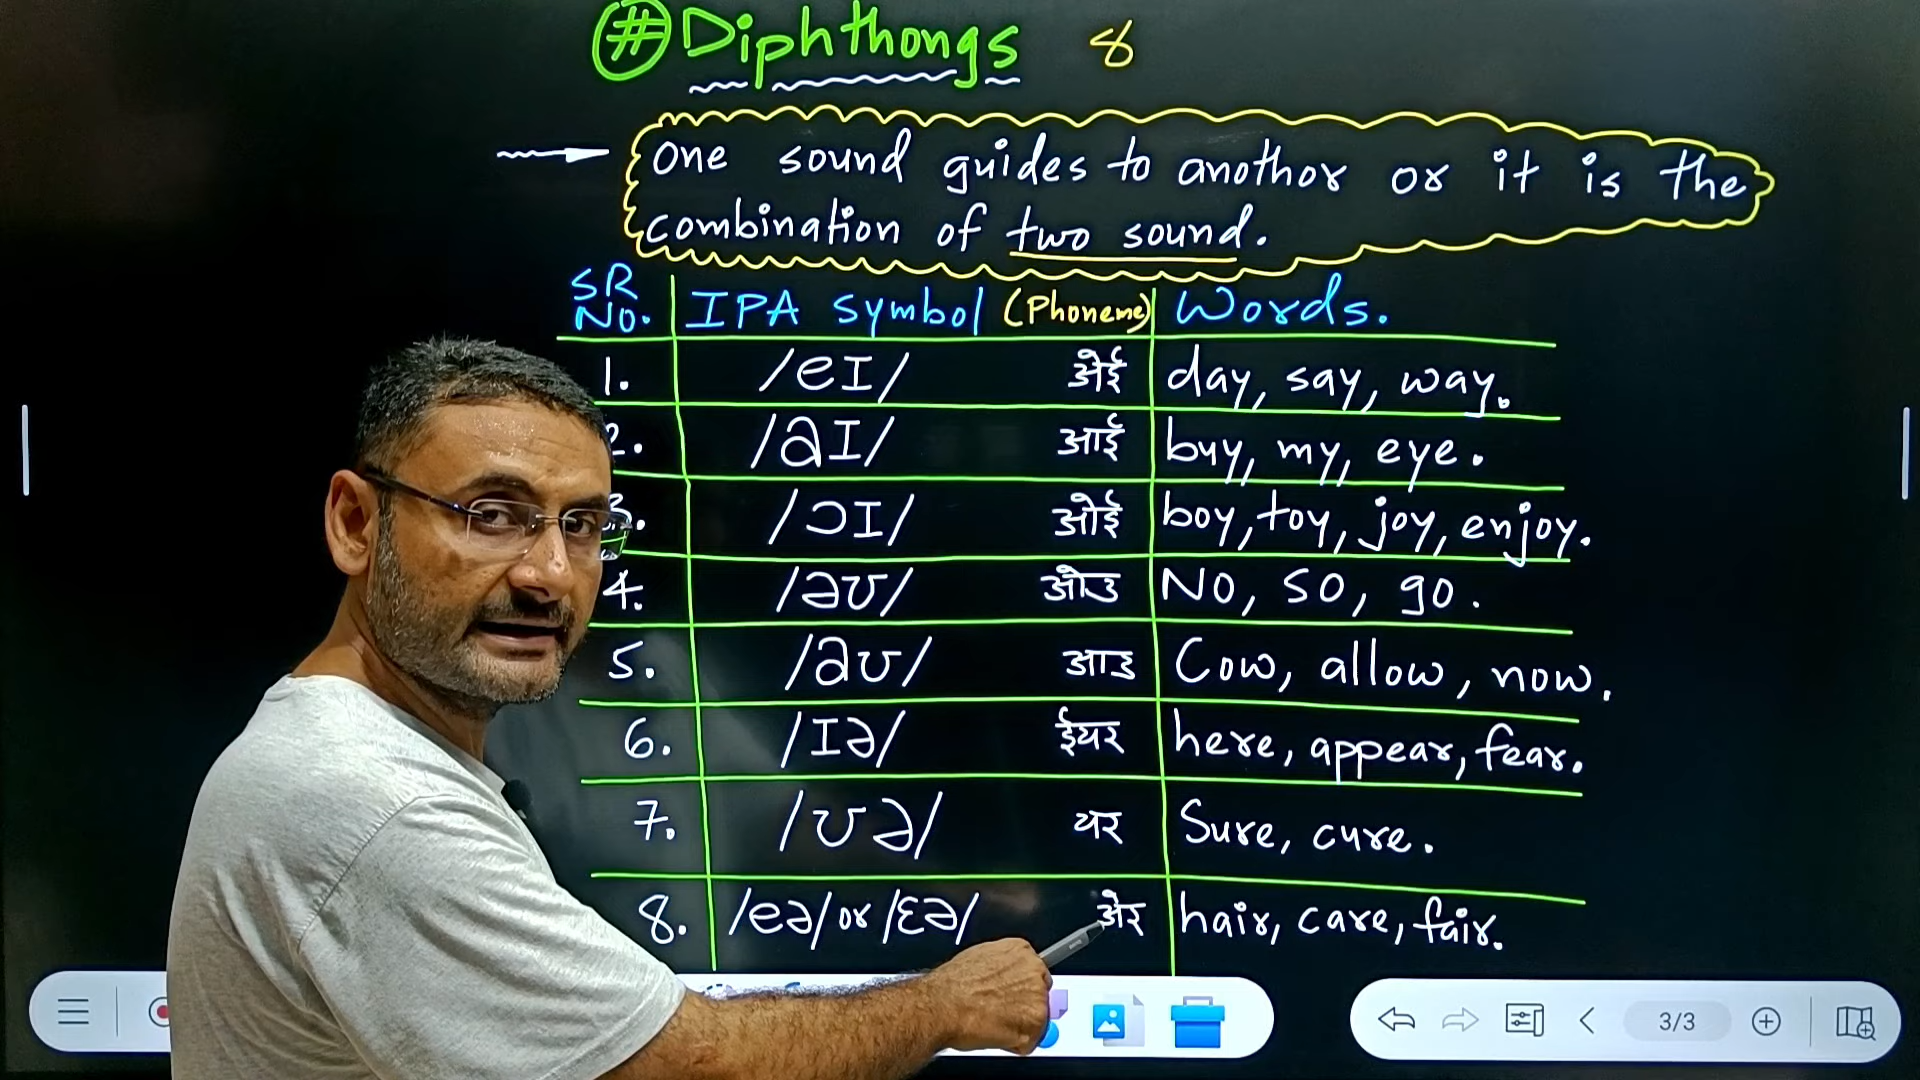 # Diphthongs 8
One sound guides to anothor or it is the
combination of two sound.
SR NO. IPA Symbol (Phoneme) Words.
1. /eI/ ओई day, say, way.
2. /aI/ आई buy, my, eye.
3. /ɔI/ ओई boy, toy, joy, enjoy.
4. /əʊ/ ओउ NO, SO, go.
5. /aʊ/ आउ Cow, allow, now.
6. /Iə/ ईयर here, appear, fear.
7. /ʊə/ यर Sure, cure.
8. /eə/ or /ɛə/ अेर hair, care, fair.
3/3